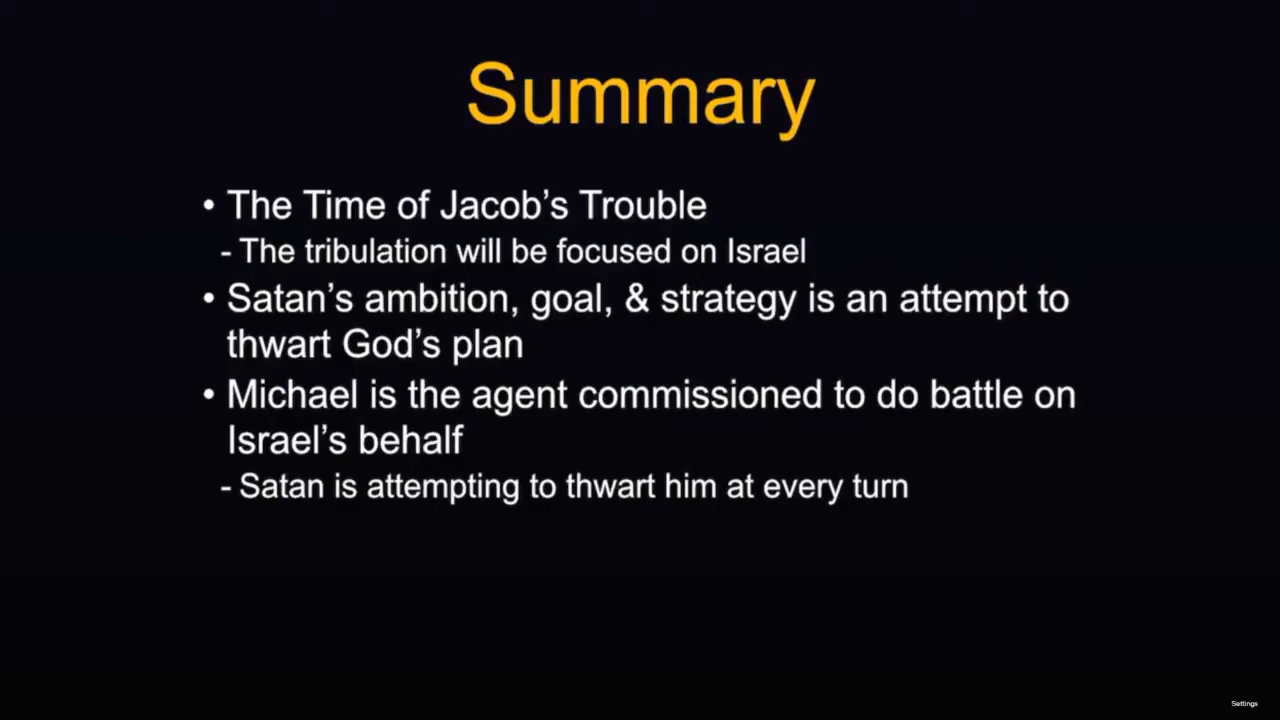 Summary
• The Time of Jacob’s Trouble
- The tribulation will be focused on Israel
• Satan’s ambition, goal, & strategy is an attempt to
thwart God’s plan
• Michael is the agent commissioned to do battle on
Israel’s behalf
- Satan is attempting to thwart him at every turn
Settings